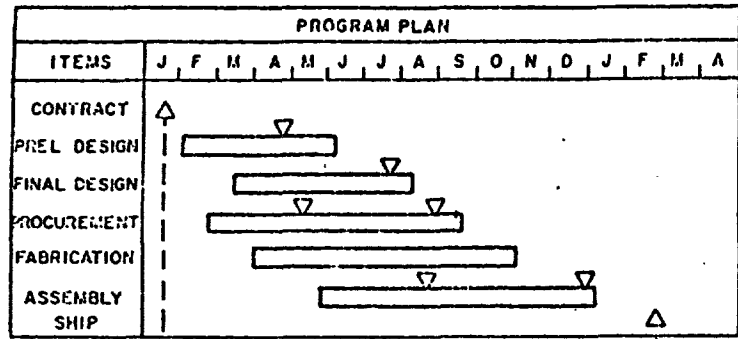 PROGRAM PLAN
ITEMS J F M A M J J A S O N D J F M A
CONTRACT
PREL DESIGN
FINAL DESIGN
PROCUREMENT
FABRICATION
ASSEMBLY
SHIP